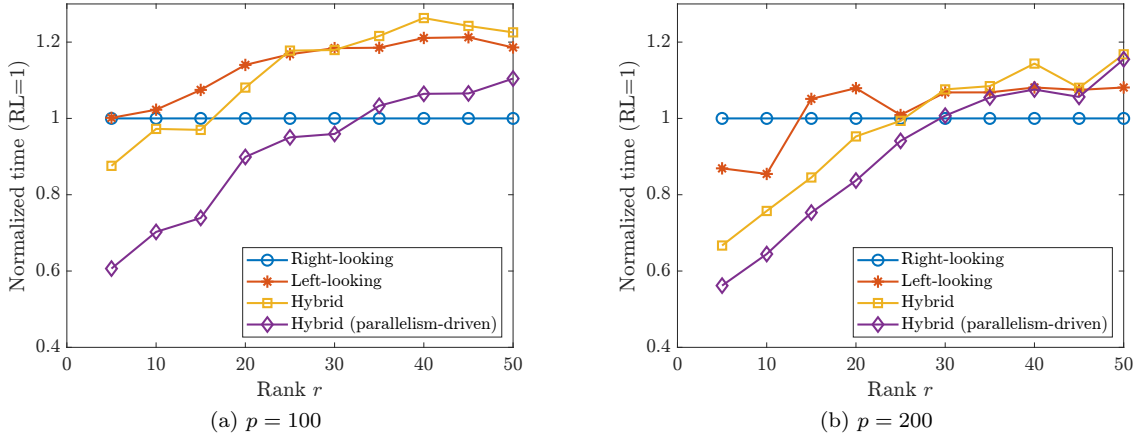 Normalized time (RL=1)
1.2
1
0.8
0.6
0.4
Right-looking
Left-looking
Hybrid
Hybrid (parallelism-driven)
0 10 20 30 40 50
Rank r
(a) p = 100
Normalized time (RL=1)
1.2
1
0.8
0.6
0.4
Right-looking
Left-looking
Hybrid
Hybrid (parallelism-driven)
0 10 20 30 40 50
Rank r
(b) p = 200